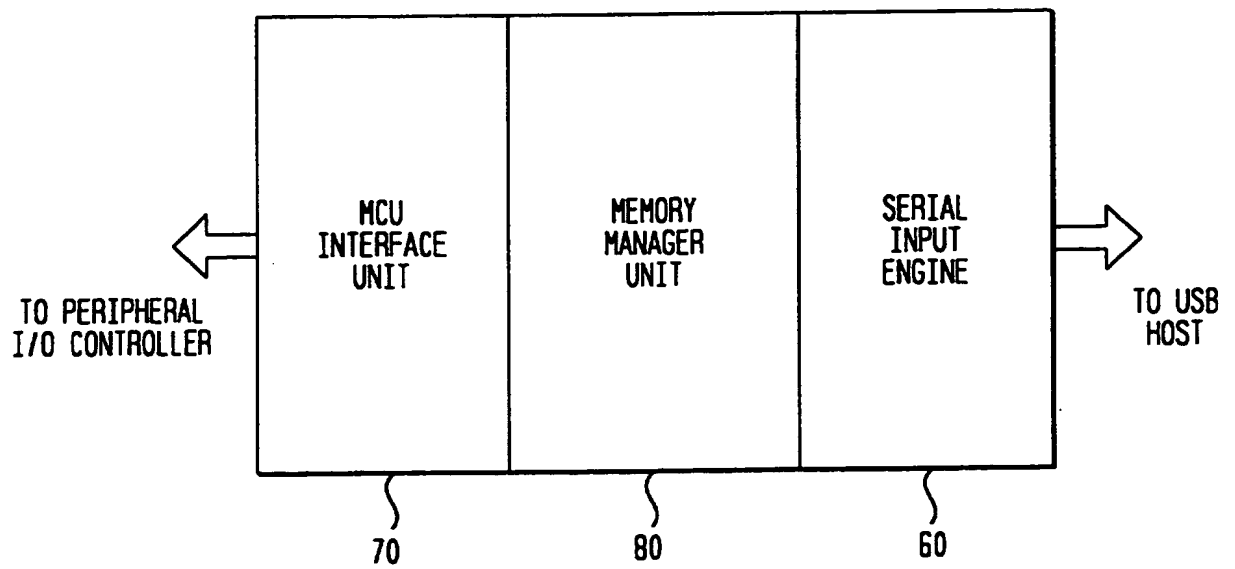 MCU
INTERFACE
UNIT
MEMORY
MANAGER
UNIT
SERIAL
INPUT
ENGINE
TO PERIPHERAL
I/O CONTROLLER
TO USB
HOST
70
80
60